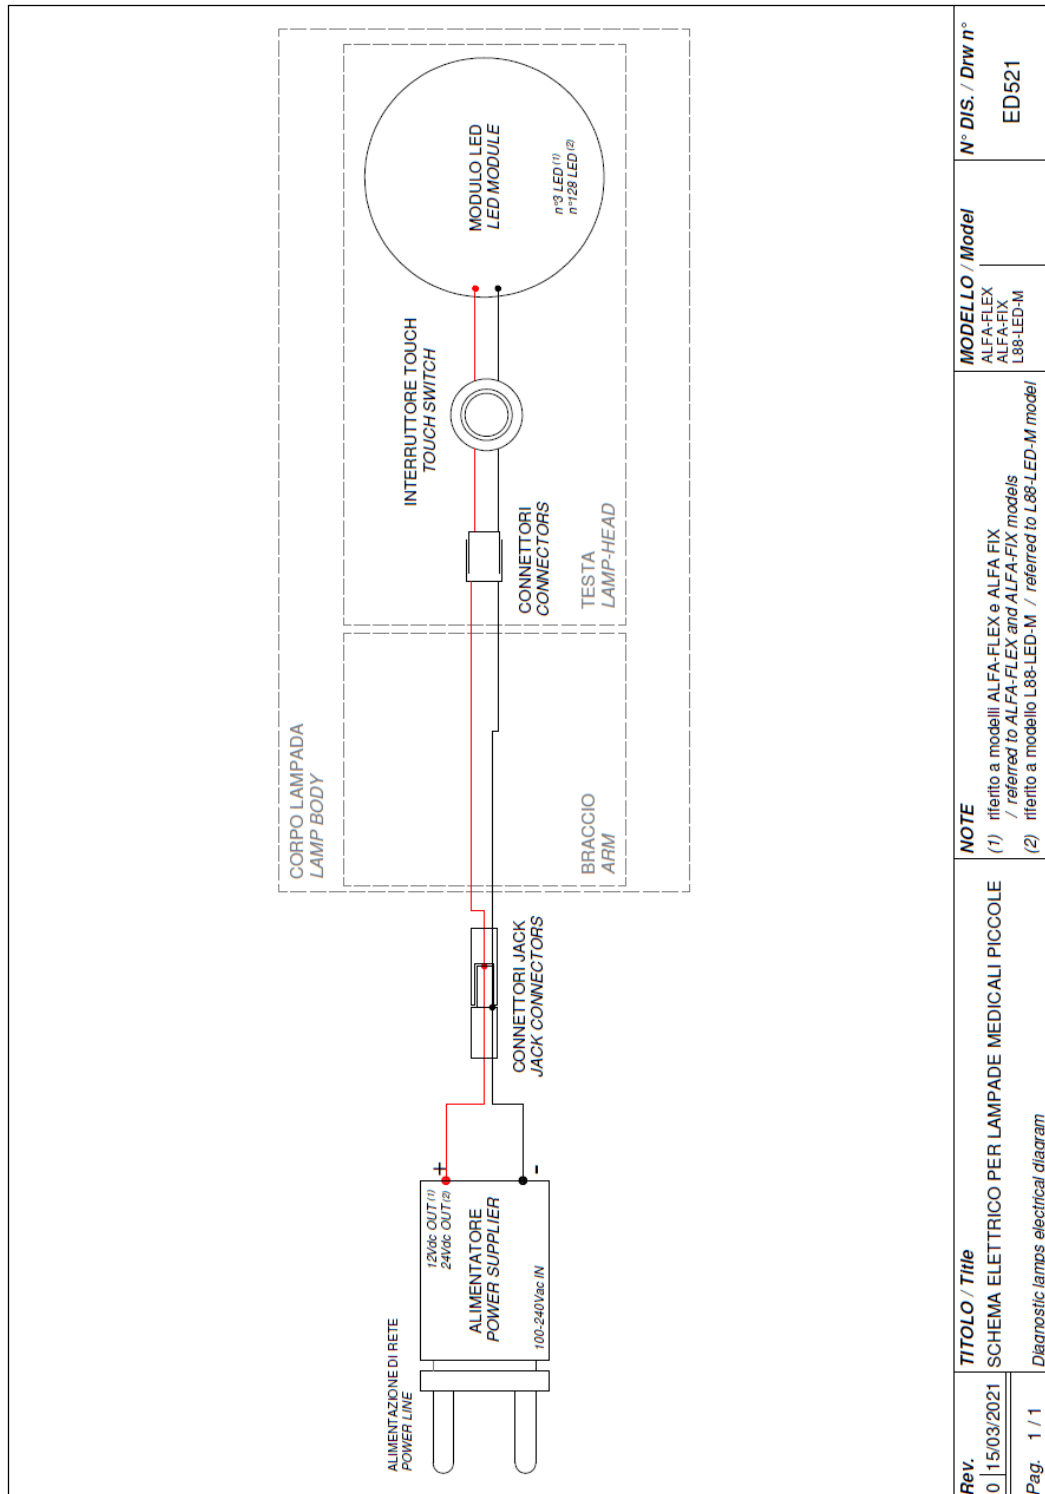 CORPO LAMPADA
LAMP BODY
ALIMENTAZIONE DI RETE
POWER LINE
12Vdc OUT (1)
24Vdc OUT (2)
ALIMENTATORE
POWER SUPPLIER
100-240Vac IN
+
-
CONNETTORI JACK
JACK CONNECTORS
BRACCIO
ARM
CONNETTORI
CONNECTORS
TESTA
LAMP-HEAD
INTERRUTTORE TOUCH
TOUCH SWITCH
MODULO LED
LED MODULE
n°3 LED (1)
n°128 LED (2)
Rev.
0 15/03/2021
Pag. 1 / 1
TITOLO / Title
SCHEMA ELETTRICO PER LAMPADE MEDICALI PICCOLE
Diagnostic lamps electrical diagram
NOTE
(1) riferito a modelli ALFA-FLEX e ALFA FIX
/ referred to ALFA-FLEX and ALFA-FIX models
(2) riferito a modello L88-LED-M / referred to L88-LED-M model
MODELLO / Model
ALFA-FLEX
ALFA-FIX
L88-LED-M
N° DIS. / Drw n°
ED521